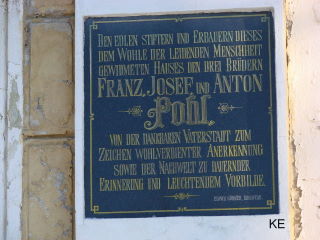 Den edlen Stiftern und Erbauern dieses
dem Wohle der leidenden Menschheit
gewidmeten Hauses den drei Brüdern
Franz, Josef und Anton
Pohl,
von der dankbaren Vaterstadt zum
Zeichen wohlverdienter Anerkennung
sowie der Nachwelt zu dauernder
Erinnerung und leuchtendem Vorbilde.
KE